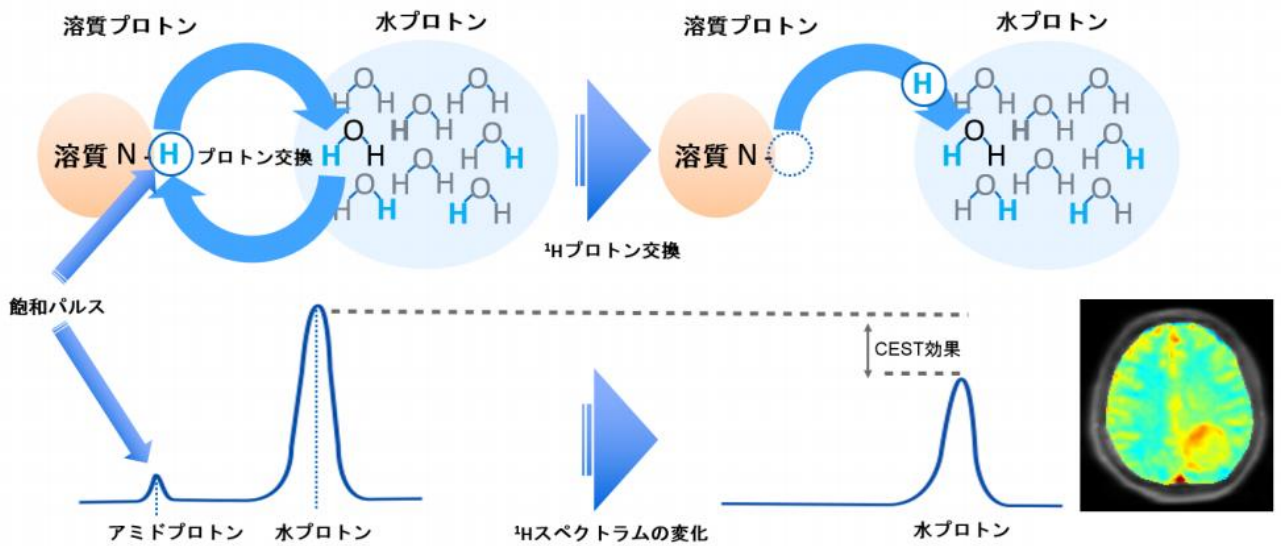 溶質プロトン
水プロトン
溶質プロトン
水プロトン
溶質 N - H
プロトン交換
H O H
H O H
H O H
H O H
H O H
H O H
H O H
H O H
¹Hプロトン交換
溶質 N -
H
H O H
H O H
H O H
H O H
H O H
H O H
H O H
H O H
飽和パルス
CEST効果
アミドプロトン
水プロトン
¹Hスペクトラムの変化
水プロトン